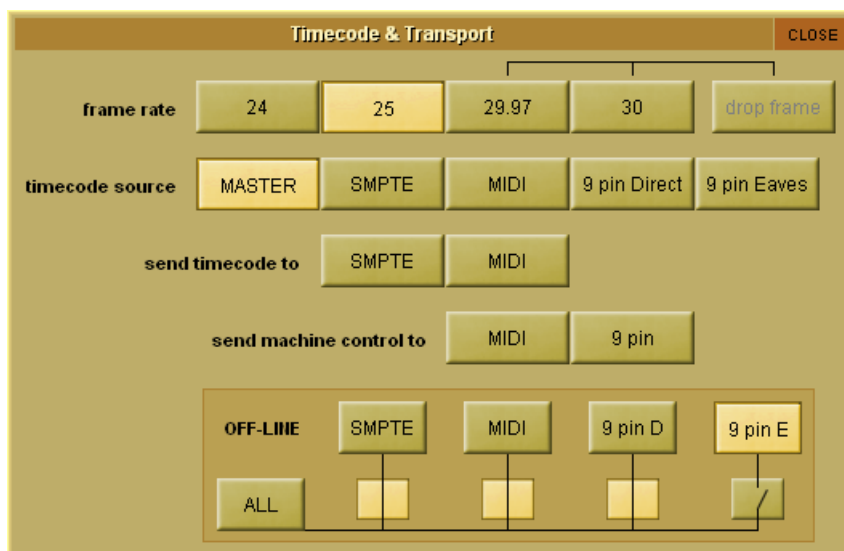 Timecode & Transport CLOSE
frame rate 24 25 29.97 30 drop frame
timecode source MASTER SMPTE MIDI 9 pin Direct 9 pin Eaves
send timecode to SMPTE MIDI
send machine control to MIDI 9 pin
OFF-LINE SMPTE MIDI 9 pin D 9 pin E
ALL